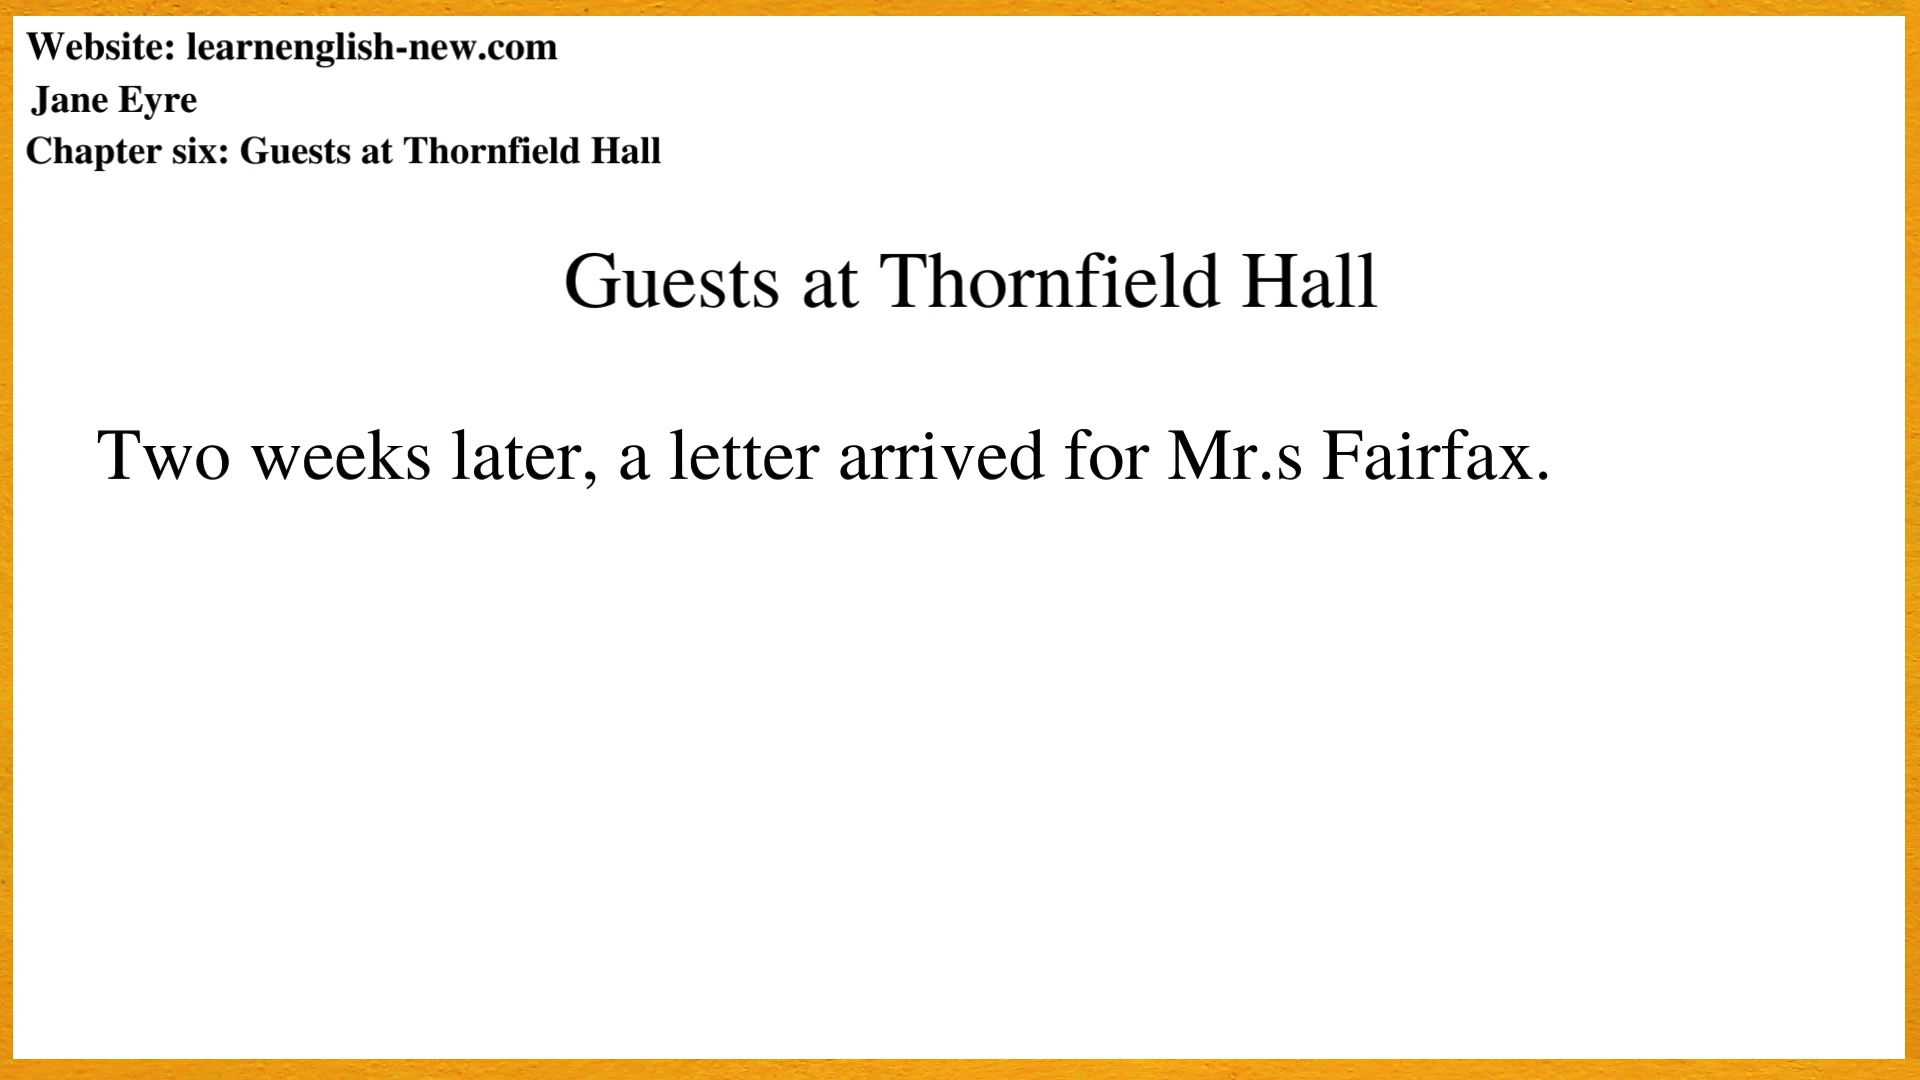 Website: learnenglish-new.com
Jane Eyre
Chapter six: Guests at Thornfield Hall
Guests at Thornfield Hall
Two weeks later, a letter arrived for Mr.s Fairfax.